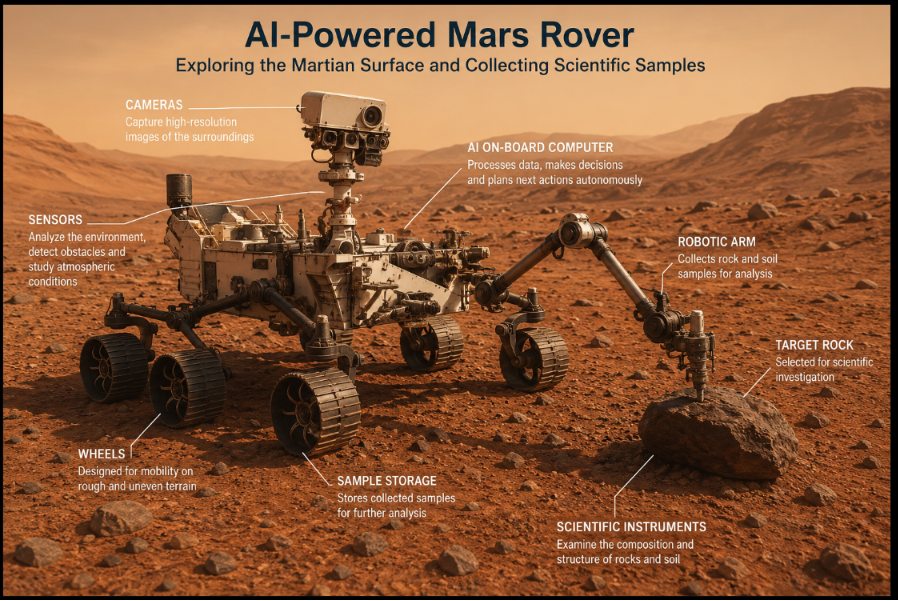 AI-Powered Mars Rover
Exploring the Martian Surface and Collecting Scientific Samples
CAMERAS
Capture high-resolution
images of the surroundings
AI ON-BOARD COMPUTER
Processes data, makes decisions
and plans next actions autonomously
SENSORS
Analyze the environment,
detect obstacles and
study atmospheric
conditions
ROBOTIC ARM
Collects rock and soil
samples for analysis
TARGET ROCK
Selected for scientific
investigation
WHEELS
Designed for mobility on
rough and uneven terrain
SAMPLE STORAGE
Stores collected samples
for further analysis
SCIENTIFIC INSTRUMENTS
Examine the composition and
structure of rocks and soil